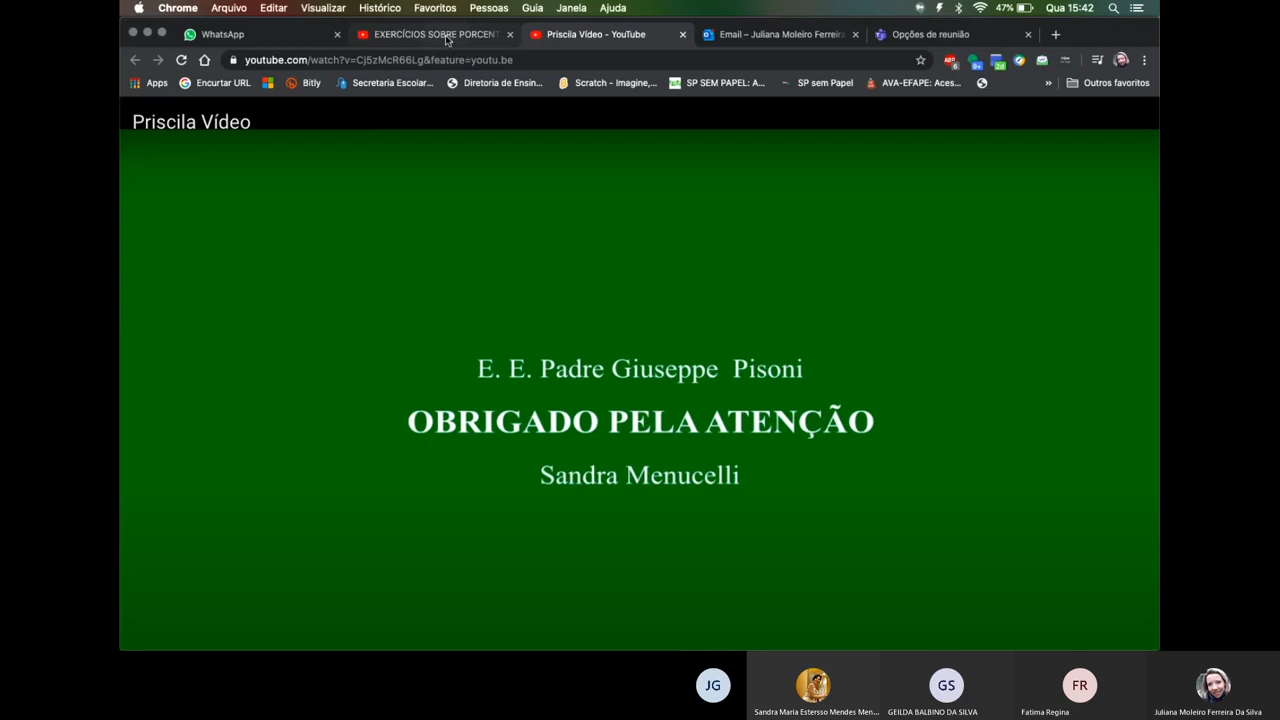 Chrome Arquivo Editar Visualizar Histórico Favoritos Pessoas Guia Janela Ajuda 47% Qua 15:42
WhatsApp EXERCÍCIOS SOBRE PORCENT Priscila Vídeo - YouTube Email – Juliana Moleiro Ferreira Opções de reunião
youtube.com/watch?v=Cj5zMcR66Lg&feature=youtu.be
Apps Encurtar URL Bitly Secretaria Escolar... Diretoria de Ensin... Scratch - Imagine,... SP SEM PAPEL: A... SP sem Papel AVA-EFAPE: Aces... » Outros favoritos
Priscila Vídeo
E. E. Padre Giuseppe Pisoni
OBRIGADO PELA ATENÇÃO
Sandra Menucelli
JG GS FR
Sandra Maria Estersso Mendes Men... GEILDA BALBINO DA SILVA Fatima Regina Juliana Moleiro Ferreira Da Silva